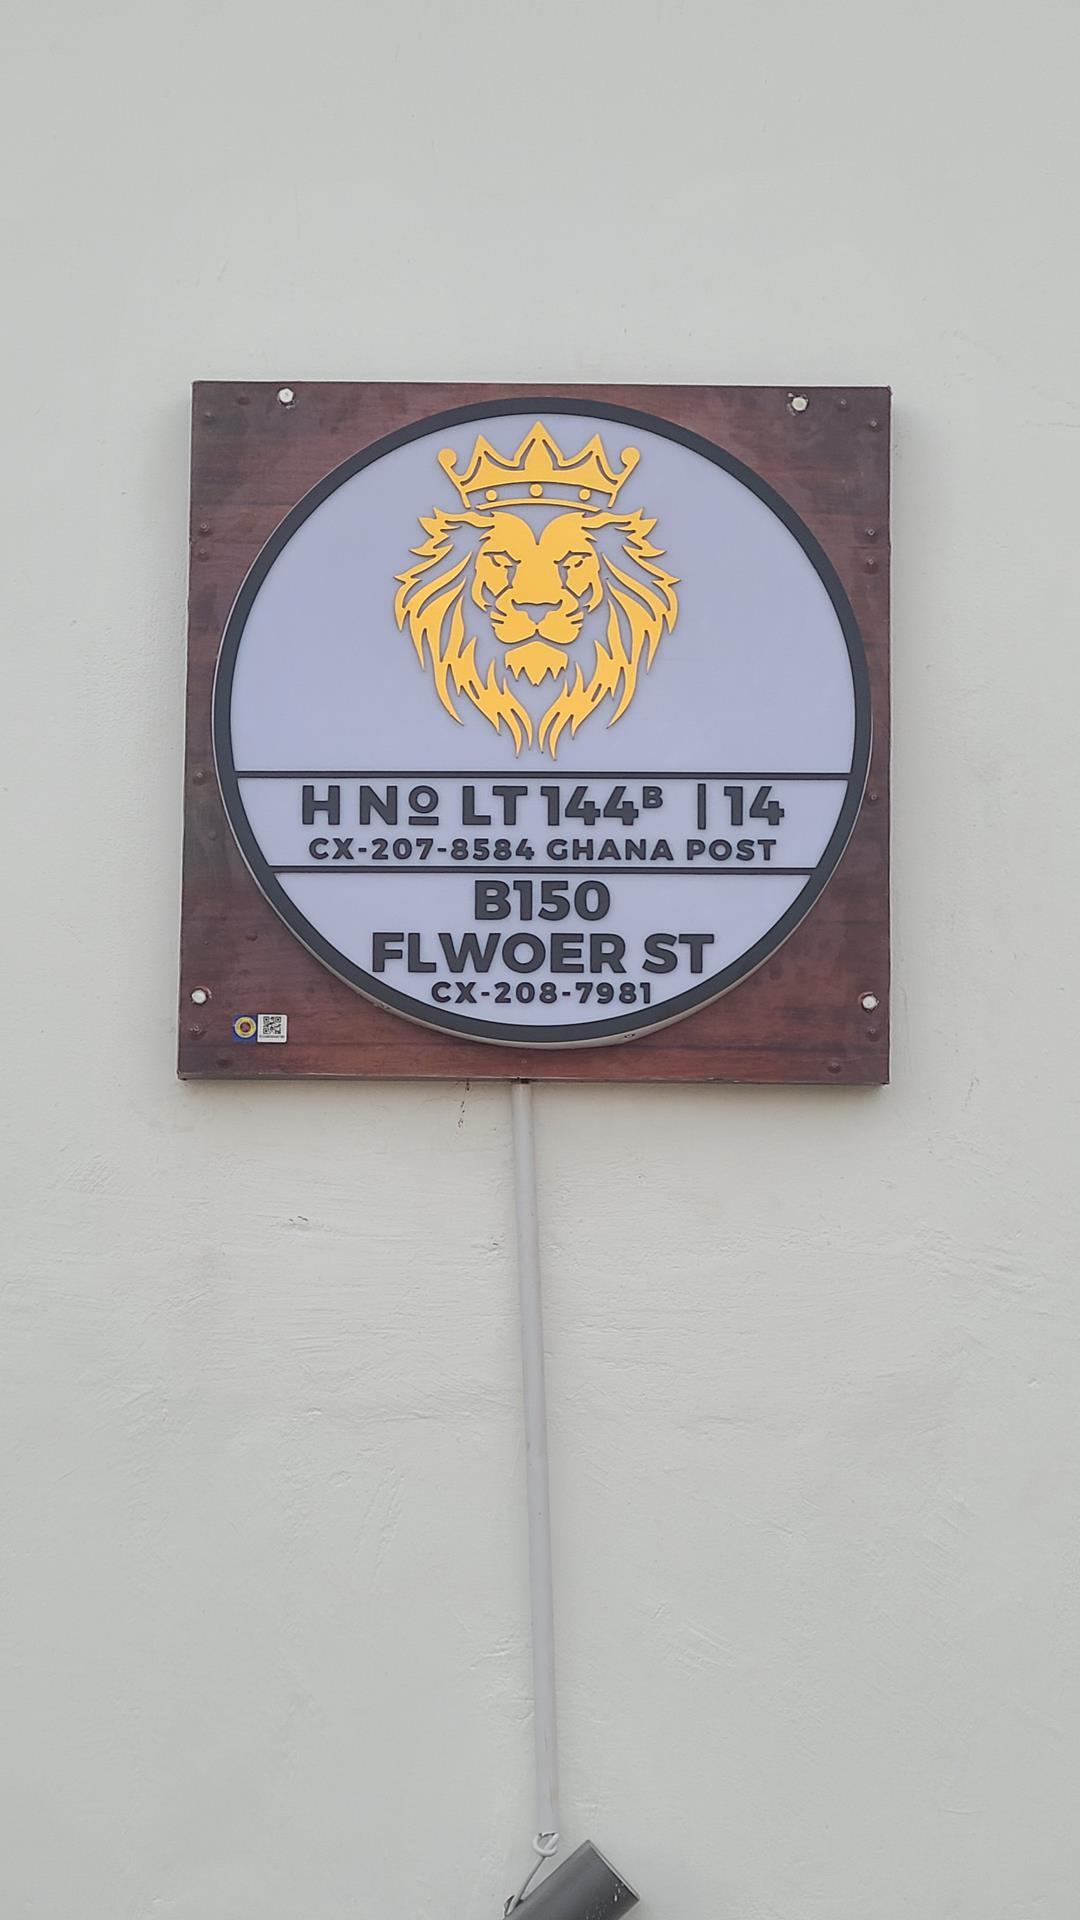 H Nº LT 144ᴮ | 14
CX-207-8584 GHANA POST
B150
FLWOER ST
CX-208-7981